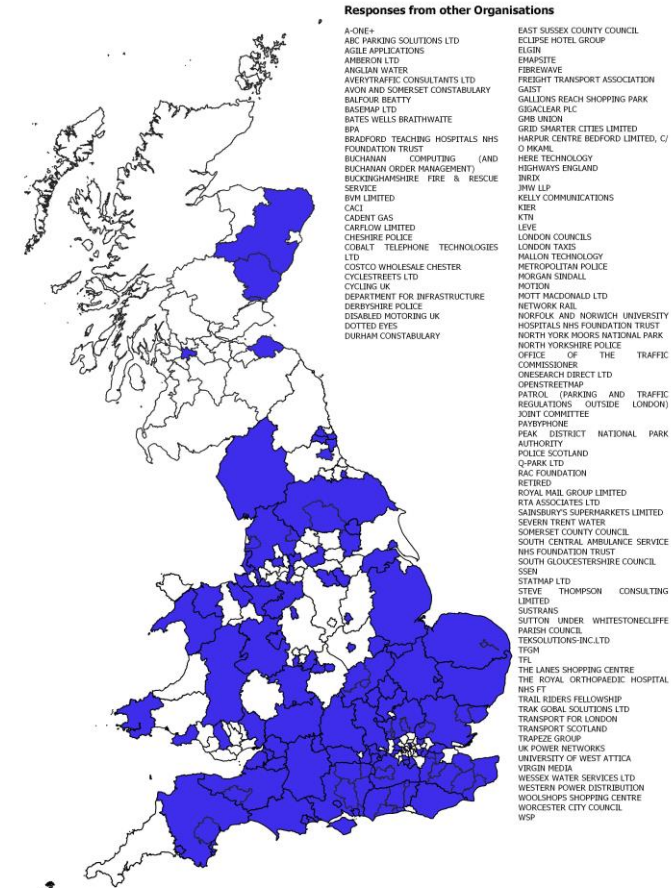 Responses from other Organisations
A-ONE+
ABC PARKING SOLUTIONS LTD
AGILE APPLICATIONS
AMBERON LTD
ANGLIAN WATER
AVERYTRAFFIC CONSULTANTS LTD
AVON AND SOMERSET CONSTABULARY
BALFOUR BEATTY
BASEMAP LTD
BATES WELLS BRAITHWAITE
BPA
BRADFORD TEACHING HOSPITALS NHS
FOUNDATION TRUST
BUCHANAN COMPUTING (AND
BUCHANAN ORDER MANAGEMENT)
BUCKINGHAMSHIRE FIRE & RESCUE
SERVICE
BVM LIMITED
CACI
CADENT GAS
CARFLOW LIMITED
CHESHIRE POLICE
COBALT TELEPHONE TECHNOLOGIES
LTD
COSTCO WHOLESALE CHESTER
CYCLESTREETS LTD
CYCLING UK
DEPARTMENT FOR INFRASTRUCTURE
DERBYSHIRE POLICE
DISABLED MOTORING UK
DOTTED EYES
DURHAM CONSTABULARY
EAST SUSSEX COUNTY COUNCIL
ECLIPSE HOTEL GROUP
ELGIN
EMAPSITE
FIBREWAVE
FREIGHT TRANSPORT ASSOCIATION
GAIST
GALLIONS REACH SHOPPING PARK
GIGACLEAR PLC
GMB UNION
GRID SMARTER CITIES LIMITED
HARPUR CENTRE BEDFORD LIMITED, C/
O MKAML
HERE TECHNOLOGY
HIGHWAYS ENGLAND
INRIX
JMW LLP
KELLY COMMUNICATIONS
KIER
KTN
LEVE
LONDON COUNCILS
LONDON TAXIS
MALLON TECHNOLOGY
METROPOLITAN POLICE
MORGAN SINDALL
MOTION
MOTT MACDONALD LTD
NETWORK RAIL
NORFOLK AND NORWICH UNIVERSITY
HOSPITALS NHS FOUNDATION TRUST
NORTH YORK MOORS NATIONAL PARK
NORTH YORKSHIRE POLICE
OFFICE OF THE TRAFFIC
COMMISSIONER
ONESEARCH DIRECT LTD
OPENSTREETMAP
PATROL (PARKING AND TRAFFIC
REGULATIONS OUTSIDE LONDON)
JOINT COMMITTEE
PAYBYPHONE
PEAK DISTRICT NATIONAL PARK
AUTHORITY
POLICE SCOTLAND
Q-PARK LTD
RAC FOUNDATION
RETIRED
ROYAL MAIL GROUP LIMITED
RTA ASSOCIATES LTD
SAINSBURY'S SUPERMARKETS LIMITED
SEVERN TRENT WATER
SOMERSET COUNTY COUNCIL
SOUTH CENTRAL AMBULANCE SERVICE
NHS FOUNDATION TRUST
SOUTH GLOUCESTERSHIRE COUNCIL
SSEN
STATMAP LTD
STEVE THOMPSON CONSULTING
LIMITED
SUSTRANS
SUTTON UNDER WHITESTONECLIFFE
PARISH COUNCIL
TEKSOLUTIONS-INC.LTD
TFGM
TFL
THE LANES SHOPPING CENTRE
THE ROYAL ORTHOPAEDIC HOSPITAL
NHS FT
TRAIL RIDERS FELLOWSHIP
TRAK GOBAL SOLUTIONS LTD
TRANSPORT FOR LONDON
TRANSPORT SCOTLAND
TRAPEZE GROUP
UK POWER NETWORKS
UNIVERSITY OF WEST ATTICA
VIRGIN MEDIA
WESSEX WATER SERVICES LTD
WESTERN POWER DISTRIBUTION
WOOLSHOPS SHOPPING CENTRE
WORCESTER CITY COUNCIL
WSP